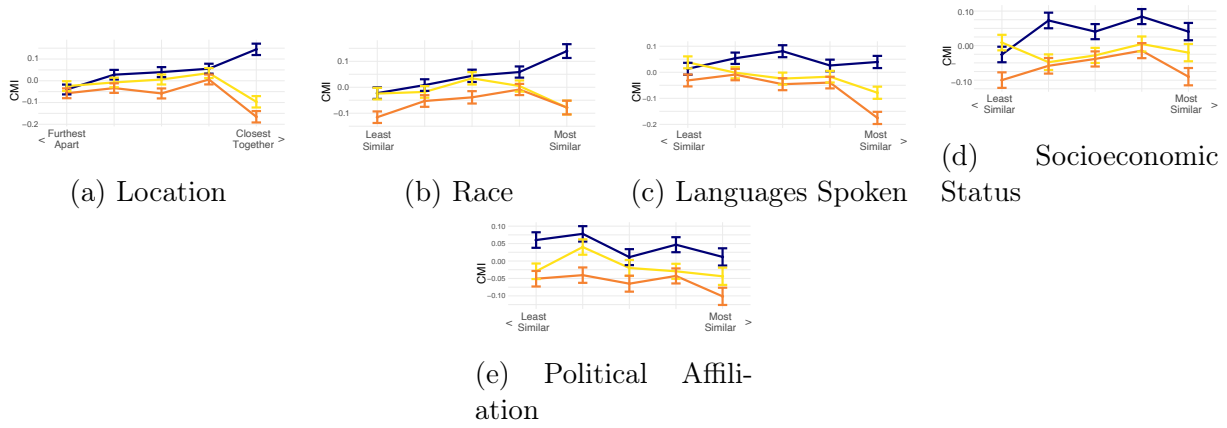 CMI
0.1
0.0
−0.1
−0.2
< Furthest Apart
Closest Together >
(a) Location
CMI
0.1
0.0
−0.1
Least Similar
Most Similar
(b) Race
CMI
0.1
0.0
−0.1
−0.2
< Least Similar
Most Similar >
(c) Languages Spoken
CMI
0.10
0.00
−0.10
< Least Similar
Most Similar >
(d) Socioeconomic
Status
CMI
0.10
0.05
0.00
−0.05
−0.10
< Least Similar
Most Similar >
(e) Political Affili-
ation